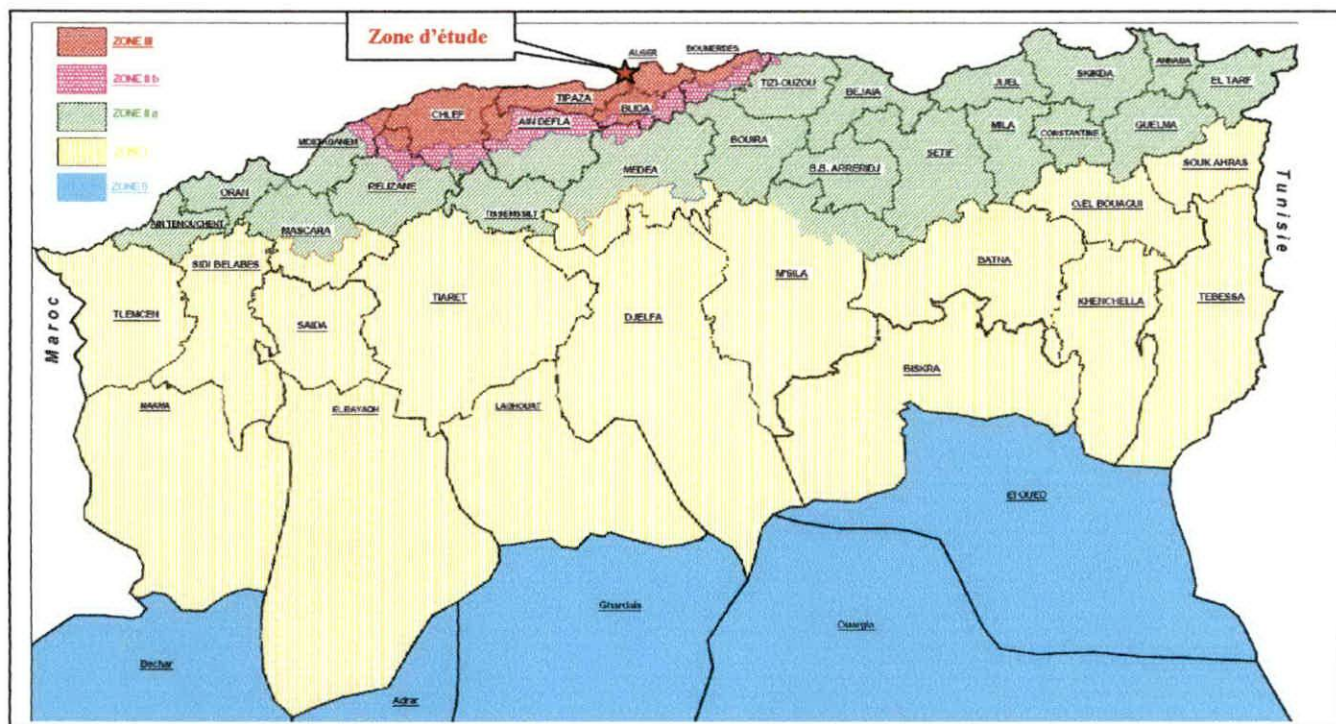 ZONE III
ZONE II b
ZONE II a
ZONE I
ZONE 0
Zone d'étude
ALGER
BOUMERDES
TIZI-OUZOU
BEJAIA
JIJEL
SKIKDA
ANNABA
EL TARF
CHLEF
TIPAZA
BLIDA
AIN DEFLA
MOSTAGANEM
BOUIRA
MILA
CONSTANTINE
GUELMA
SETIF
MEDEA
B.B. ARRERIDJ
SOUK AHRAS
ORAN
RELIZANE
AIN TEMOUCHENT
MASCARA
TISSEMSILT
O.EL BOUAGUI
SIDI BELABES
M'SILA
BATNA
KHENCHELLA
TEBESSA
TLEMCEN
SAIDA
TIARET
DJELFA
BISKRA
NAAMA
LAGHOUAT
El OUED
Ghardaia
Ouargla
Bechar
Adrar
Maroc
Tunisie